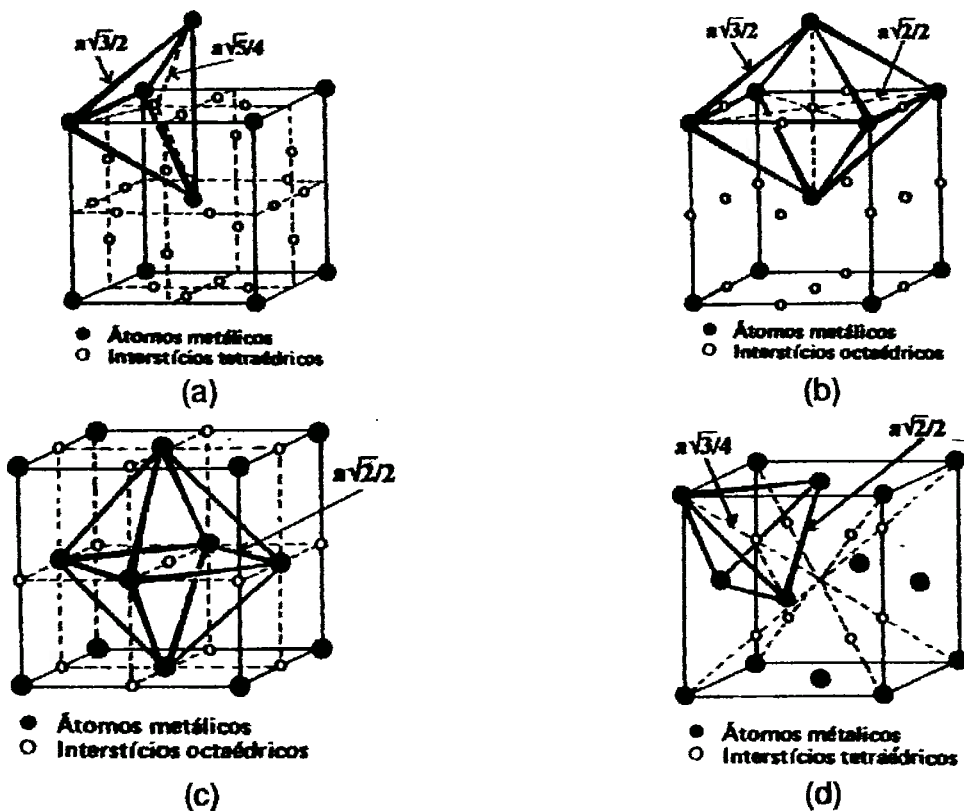 a√3/2
a√5/4
● Átomos metálicos
○ Interstícios tetraédricos
(a)
a√3/2
a√2/2
● Átomos metálicos
○ Interstícios octaédricos
(b)
a√2/2
● Átomos metálicos
○ Interstícios octaédricos
(c)
a√3/4
a√2/2
● Átomos métalicos
○ Interstícios tetraédricos
(d)